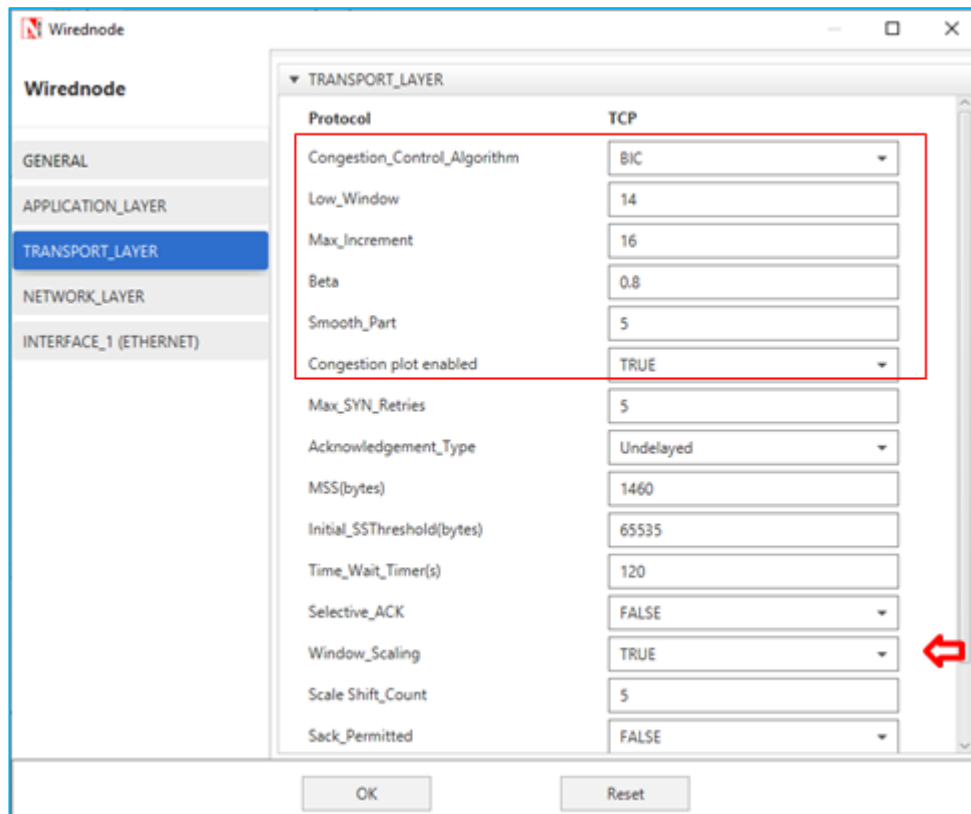 Wirednode
Wirednode
GENERAL
APPLICATION_LAYER
TRANSPORT_LAYER
NETWORK_LAYER
INTERFACE_1 (ETHERNET)
TRANSPORT_LAYER
Protocol TCP
Congestion_Control_Algorithm BIC
Low_Window 14
Max_Increment 16
Beta 0.8
Smooth_Part 5
Congestion plot enabled TRUE
Max_SYN_Retries 5
Acknowledgement_Type Undelayed
MSS(bytes) 1460
Initial_SSThreshold(bytes) 65535
Time_Wait_Timer(s) 120
Selective_ACK FALSE
Window_Scaling TRUE
Scale Shift_Count 5
Sack_Permitted FALSE
OK Reset